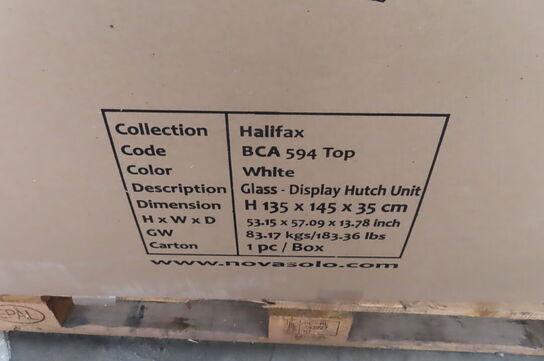 Collection Halifax
Code BCA 594 Top
Color White
Description Glass - Display Hutch Unit
Dimension H 135 x 145 x 35 cm
H x W x D 53.15 x 57.09 x 13.78 inch
GW 83.17 kgs/183.36 lbs
Carton 1 pc / Box
www.novasolo.com